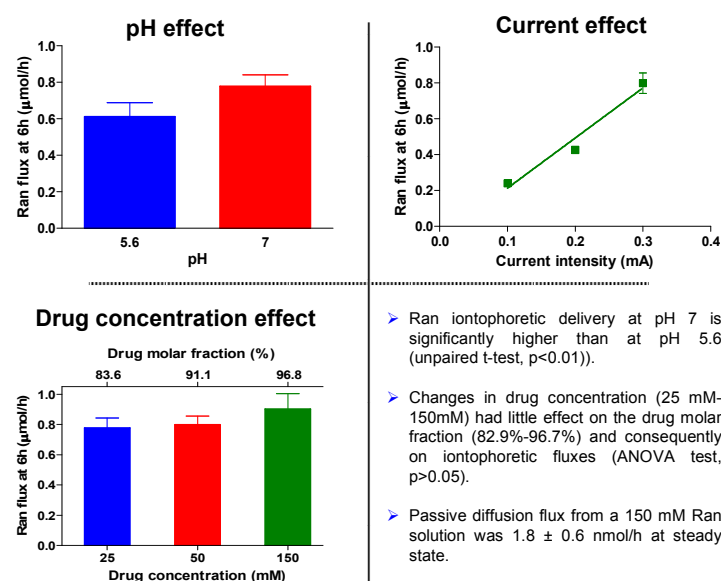 pH effect
Ran flux at 6h (μmol/h)
1.0
0.8
0.6
0.4
0.2
0.0
5.6
7
pH
Current effect
Ran flux at 6h (μmol/h)
1.0
0.8
0.6
0.4
0.2
0.0
0.0
0.1
0.2
0.3
0.4
Current intensity (mA)
Drug concentration effect
Drug molar fraction (%)
83.6
91.1
96.8
Ran flux at 6h (μmol/h)
1.0
0.8
0.6
0.4
0.2
0.0
25
50
150
Drug concentration (mM)
➢ Ran iontophoretic delivery at pH 7 is
significantly higher than at pH 5.6
(unpaired t-test, p<0.01)).
➢ Changes in drug concentration (25 mM-
150mM) had little effect on the drug molar
fraction (82.9%-96.7%) and consequently
on iontophoretic fluxes (ANOVA test,
p>0.05).
➢ Passive diffusion flux from a 150 mM Ran
solution was 1.8 ± 0.6 nmol/h at steady
state.